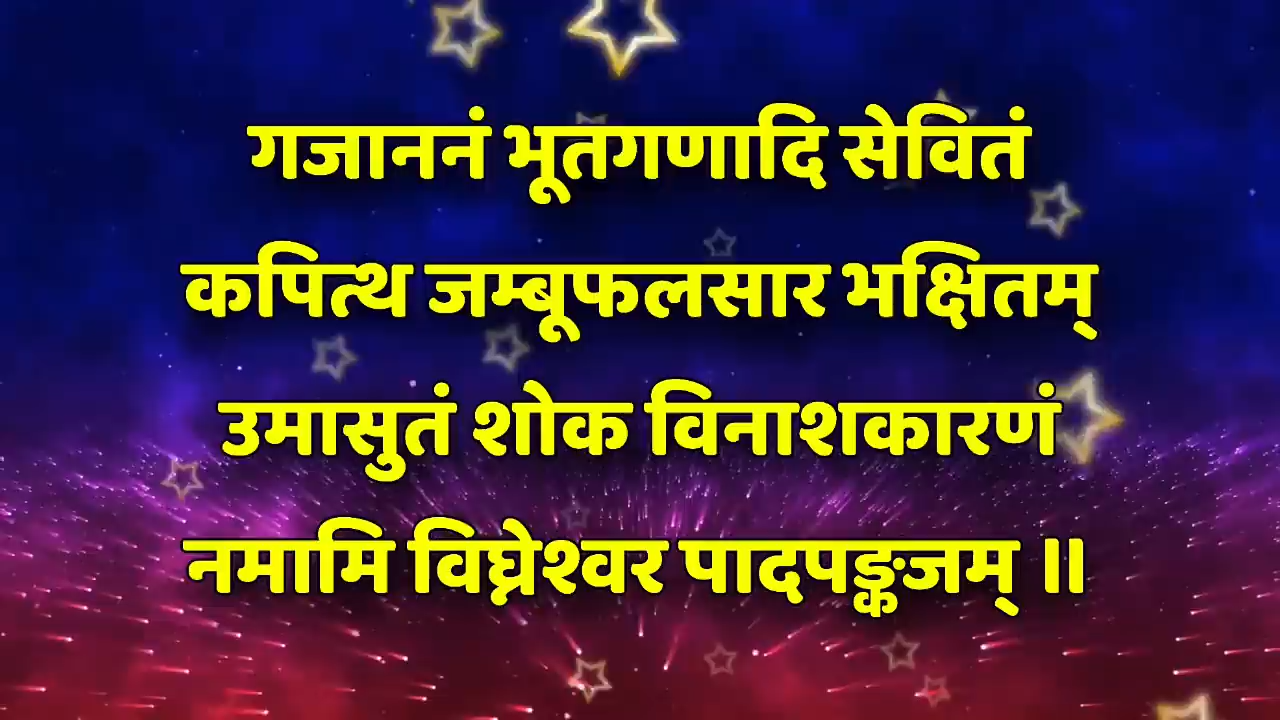 गजाननं भूतगणादि सेवितं
कपित्थ जम्बूफलसार भक्षितम्
उमासुतं शोक विनाशकारणं
नमामि विघ्नेश्वर पादपङ्कजम् ॥